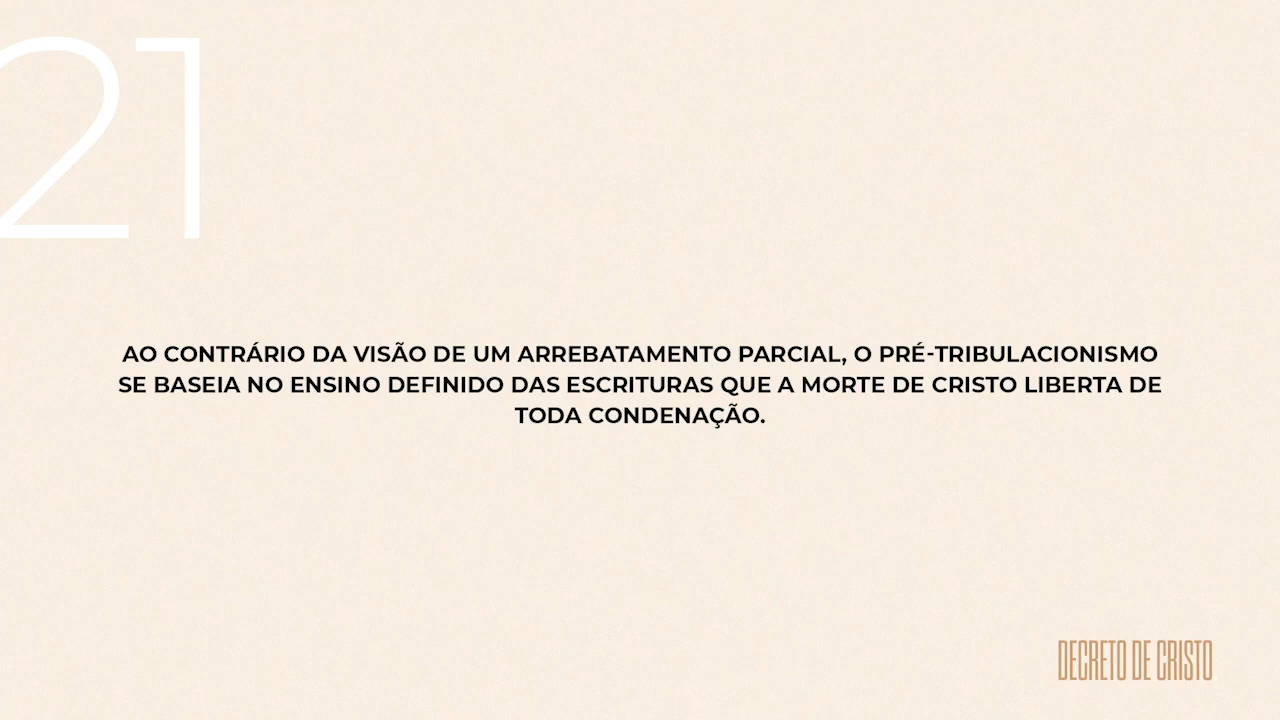 21
AO CONTRÁRIO DA VISÃO DE UM ARREBATAMENTO PARCIAL, O PRÉ-TRIBULACIONISMO
SE BASEIA NO ENSINO DEFINIDO DAS ESCRITURAS QUE A MORTE DE CRISTO LIBERTA DE
TODA CONDENAÇÃO.
DECRETO DE CRISTO